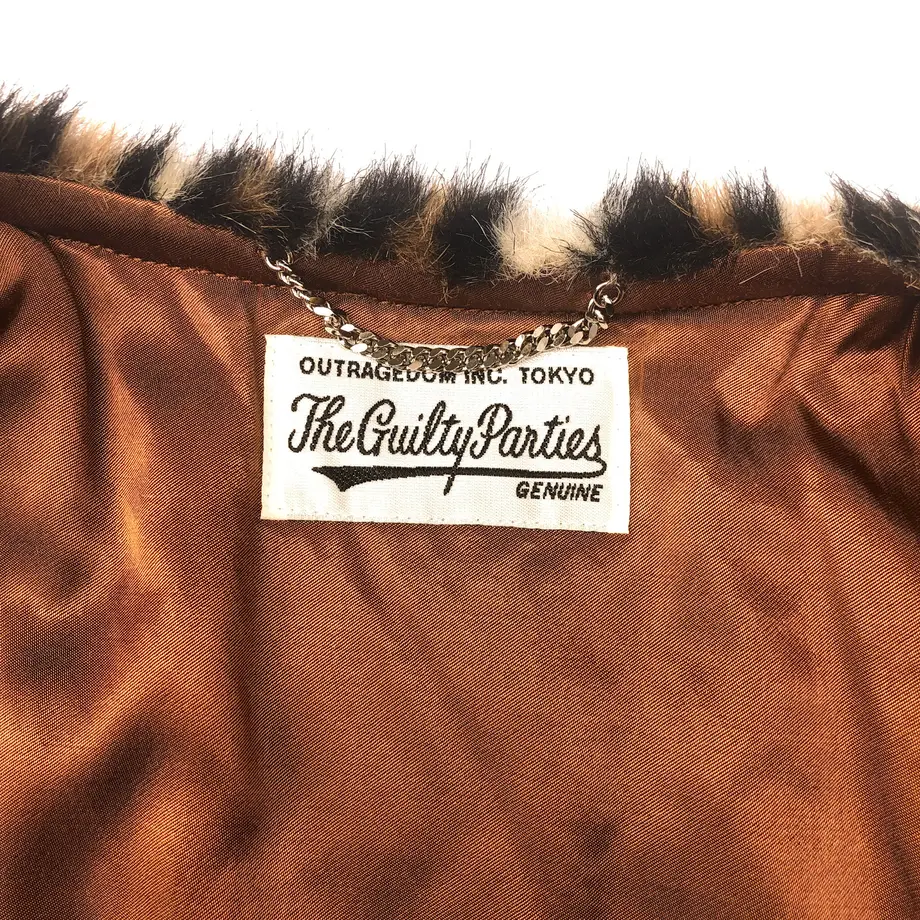 OUTRAGEDOM INC. TOKYO
The Guilty Parties
GENUINE